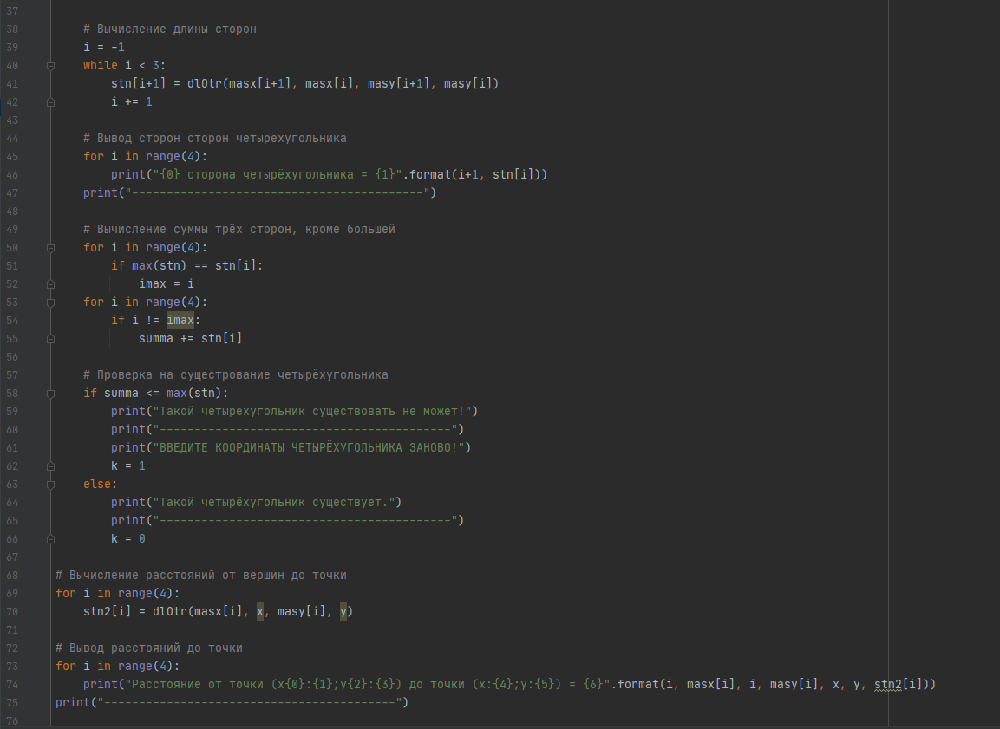 37
38 # Вычисление длины сторон
39 i = -1
40 while i < 3:
41 stn[i+1] = dlOtr(masx[i+1], masx[i], masy[i+1], masy[i])
42 i += 1
43
44 # Вывод сторон сторон четырёхугольника
45 for i in range(4):
46 print("{0} сторона четырёхугольника = {1}".format(i+1, stn[i]))
47 print("------------------------------------------")
48
49 # Вычисление суммы трёх сторон, кроме большей
50 for i in range(4):
51 if max(stn) == stn[i]:
52 imax = i
53 for i in range(4):
54 if i != imax:
55 summa += stn[i]
56
57 # Проверка на сущестрование четырёхугольника
58 if summa <= max(stn):
59 print("Такой четырехугольник существовать не может!")
60 print("------------------------------------------")
61 print("ВВЕДИТЕ КООРДИНАТЫ ЧЕТЫРЁХУГОЛЬНИКА ЗАНОВО!")
62 k = 1
63 else:
64 print("Такой четырёхугольник существует.")
65 print("------------------------------------------")
66 k = 0
67
68 # Вычисление расстояний от вершин до точки
69 for i in range(4):
70 stn2[i] = dlOtr(masx[i], x, masy[i], y)
71
72 # Вывод расстояний до точки
73 for i in range(4):
74 print("Расстояние от точки (x{0}:{1};y{2}:{3}) до точки (x:{4};y:{5}) = {6}".format(i, masx[i], i, masy[i], x, y, stn2[i]))
75 print("------------------------------------------")
76